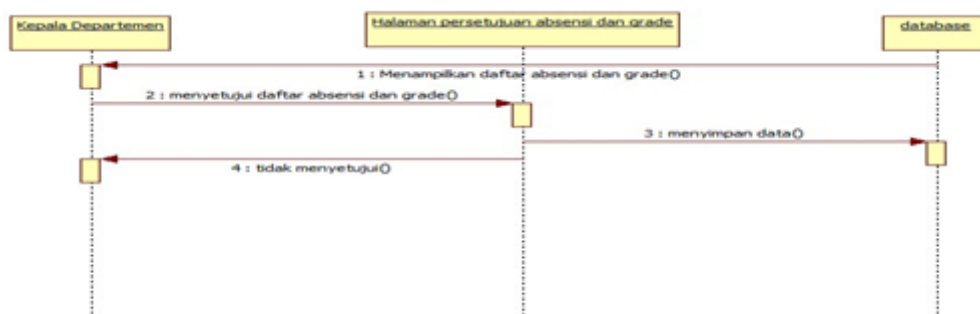 Kepala Departemen
Halaman persetujuan absensi dan grade
database
1 : Menampilkan daftar absensi dan grade()
2 : menyetujui daftar absensi dan grade()
3 : menyimpan data()
4 : tidak menyetujui()